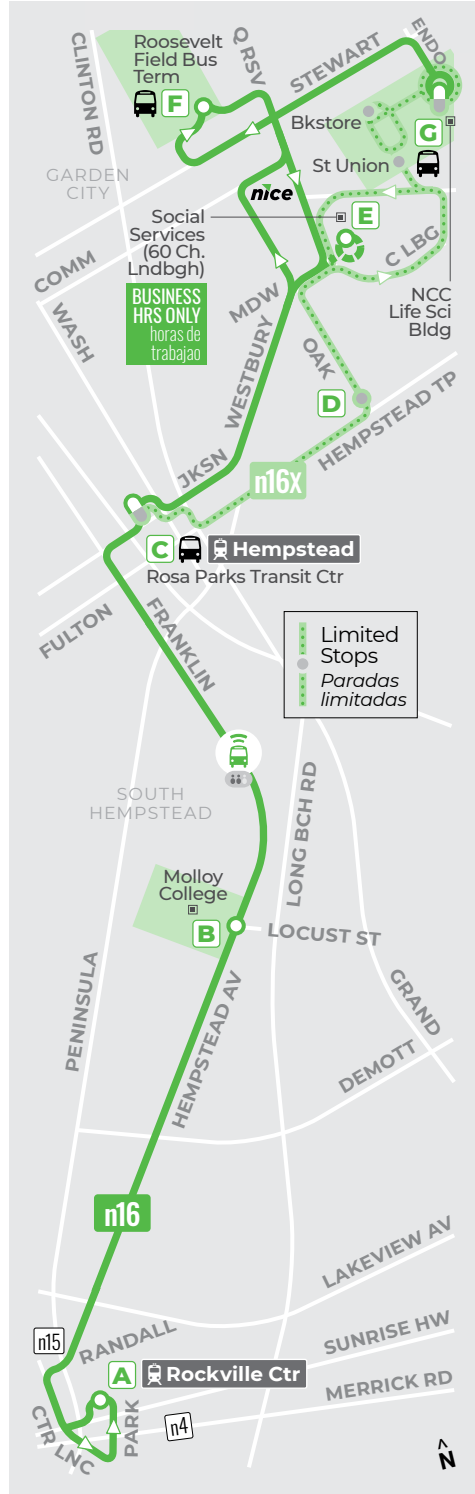 Roosevelt
Field Bus
Term
F
CLINTON RD
Q RSV
STEWART
ENDO
Bkstore
G
St Union
GARDEN
CITY
nice
Social
Services
(60 Ch.
Lndbgh)
E
C LBG
BUSINESS
HRS ONLY
horas de
trabajao
COMM
WASH
MDW
NCC
Life Sci
Bldg
WESTBURY
OAK
D
HEMPSTEAD TP
JKSN
n16X
C
Hempstead
Rosa Parks Transit Ctr
FULTON
FRANKLIN
Limited
Stops
Paradas
limitadas
SOUTH
HEMPSTEAD
LONG BCH RD
Molloy
College
B
LOCUST ST
PENINSULA
HEMPSTEAD AV
GRAND
DEMOTT
n16
LAKEVIEW AV
n15
RANDALL
SUNRISE HW
A
Rockville Ctr
MERRICK RD
CTR LNC
PARK
n4
N